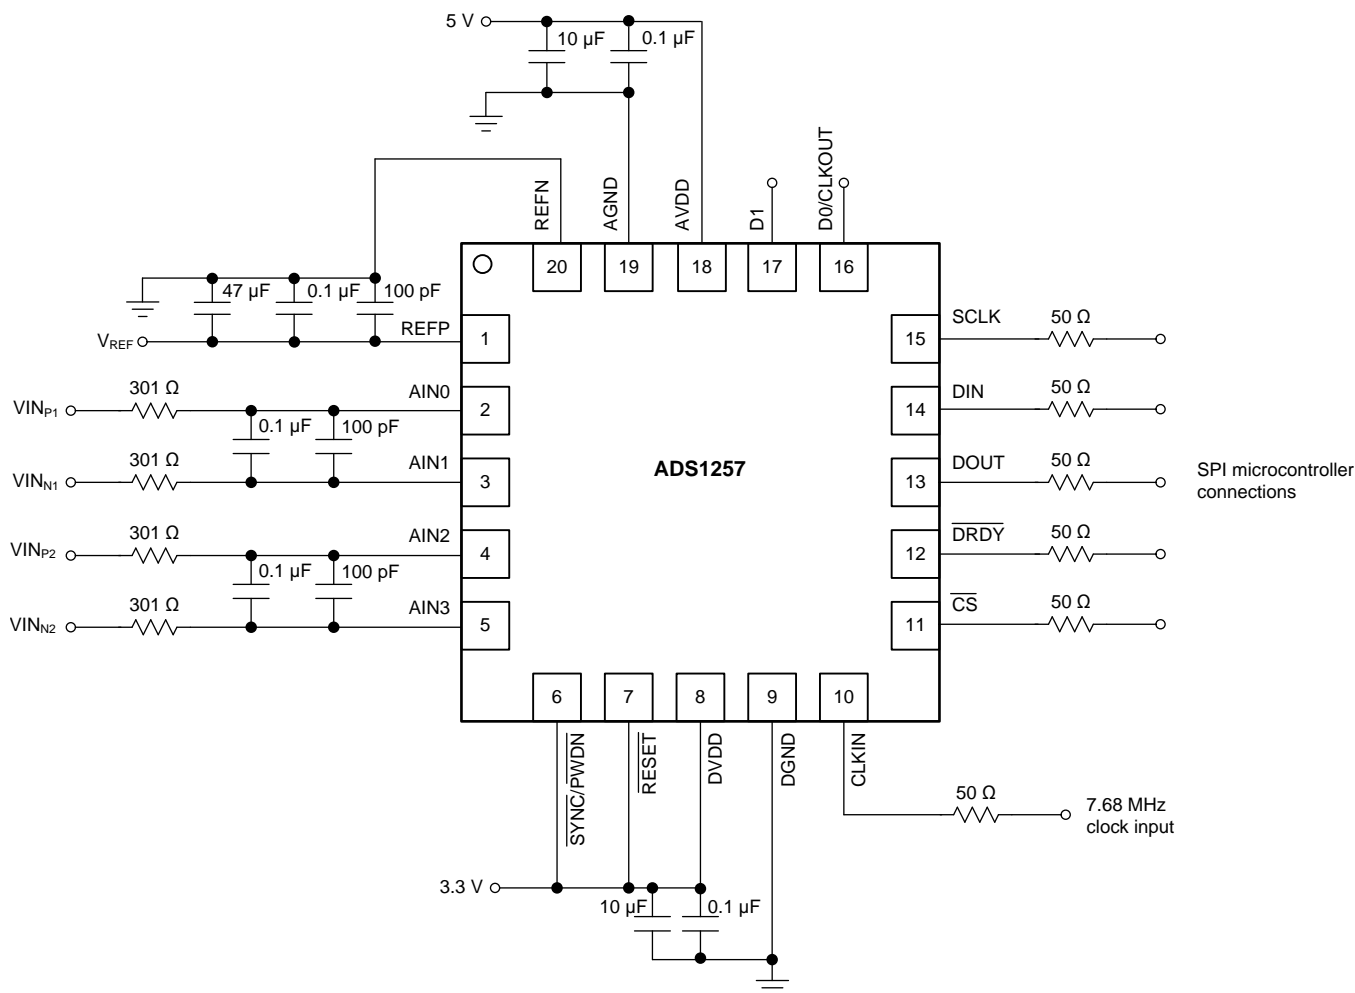 5 V
10 µF
0.1 µF
REFN
AGND
AVDD
D1
D0/CLKOUT
20
19
18
17
16
47 µF
0.1 µF
100 pF
VREF
REFP
1
15
SCLK
50 Ω
VINP1
301 Ω
AIN0
2
0.1 µF
100 pF
14
DIN
50 Ω
VINN1
301 Ω
AIN1
3
ADS1257
13
DOUT
50 Ω
SPI microcontroller
connections
VINP2
301 Ω
AIN2
4
0.1 µF
100 pF
12
DRDY
50 Ω
VINN2
301 Ω
AIN3
5
11
CS
50 Ω
6
7
8
9
10
SYNC/PWDN
RESET
DVDD
DGND
CLKIN
50 Ω
7.68 MHz
clock input
3.3 V
10 µF
0.1 µF